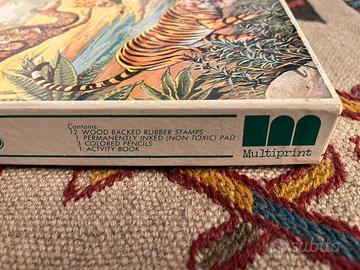 Contains:
12 WOOD BACKED RUBBER STAMPS
1 PERMANENTLY INKED (NON TOXIC) PAD
3 COLORED PENCILS
1 ACTVITY BOOK
Multiprint
subito